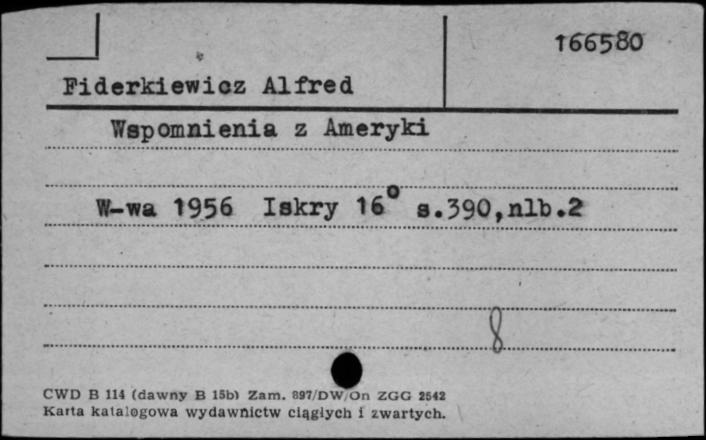 166580
Fiderkiewicz Alfred
Wspomnienia z Ameryki
W-wa 1956 Iskry 16° s.390,nlb.2
8
CWD B 114 (dawny B 15b) Zam. 897/DW/On ZGG 2542
Karta katalogowa wydawnictw ciągłych i zwartych.